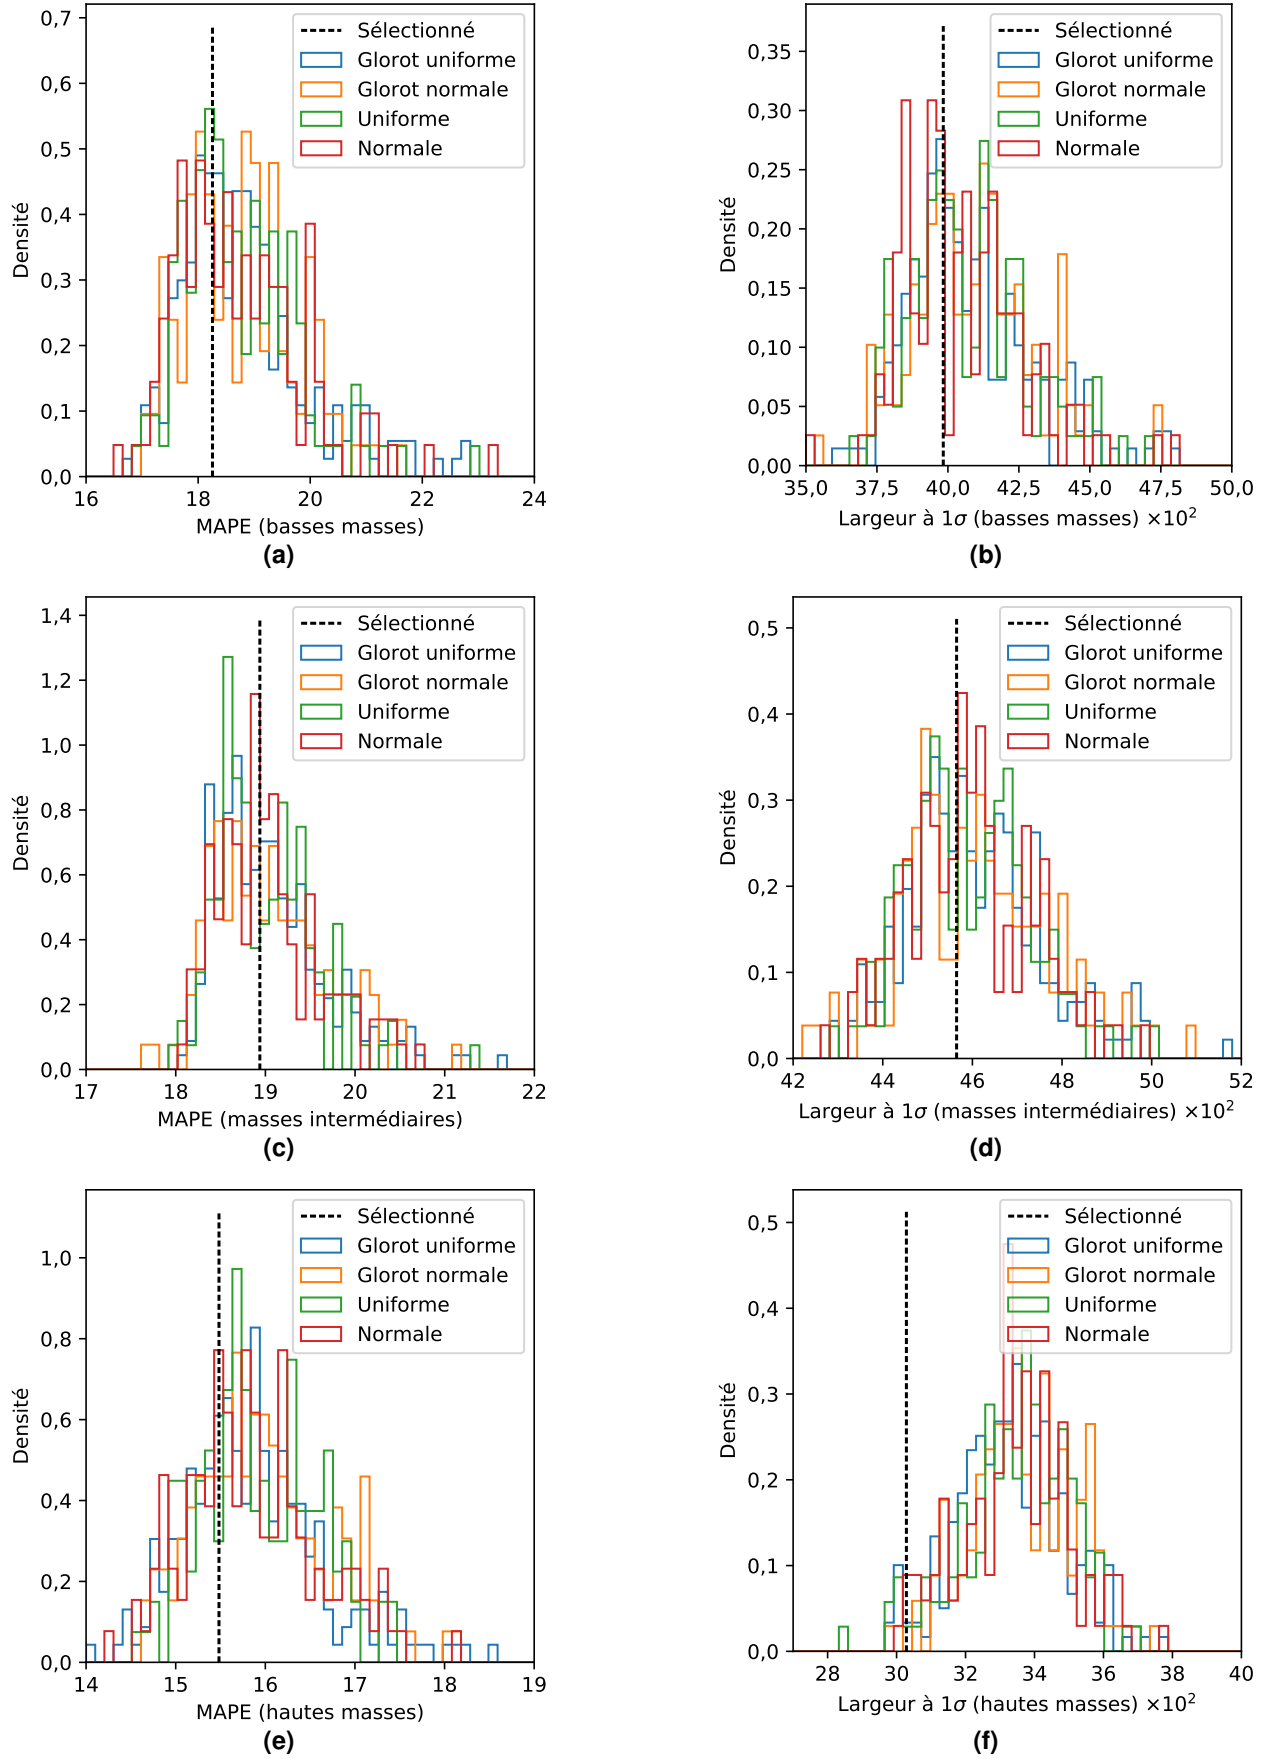 0,7
0,6
0,5
0,4
0,3
0,2
0,1
0,0
Densité
Sélectionné
Glorot uniforme
Glorot normale
Uniforme
Normale
16 18 20 22 24
MAPE (basses masses)
(a)
0,35
0,30
0,25
0,20
0,15
0,10
0,05
0,00
Densité
Sélectionné
Glorot uniforme
Glorot normale
Uniforme
Normale
35,0 37,5 40,0 42,5 45,0 47,5 50,0
Largeur à 1σ (basses masses) ×10²
(b)
1,4
1,2
1,0
0,8
0,6
0,4
0,2
0,0
Densité
Sélectionné
Glorot uniforme
Glorot normale
Uniforme
Normale
17 18 19 20 21 22
MAPE (masses intermédiaires)
(c)
0,5
0,4
0,3
0,2
0,1
0,0
Densité
Sélectionné
Glorot uniforme
Glorot normale
Uniforme
Normale
42 44 46 48 50 52
Largeur à 1σ (masses intermédiaires) ×10²
(d)
1,0
0,8
0,6
0,4
0,2
0,0
Densité
Sélectionné
Glorot uniforme
Glorot normale
Uniforme
Normale
14 15 16 17 18 19
MAPE (hautes masses)
(e)
0,5
0,4
0,3
0,2
0,1
0,0
Densité
Sélectionné
Glorot uniforme
Glorot normale
Uniforme
Normale
28 30 32 34 36 38 40
Largeur à 1σ (hautes masses) ×10²
(f)